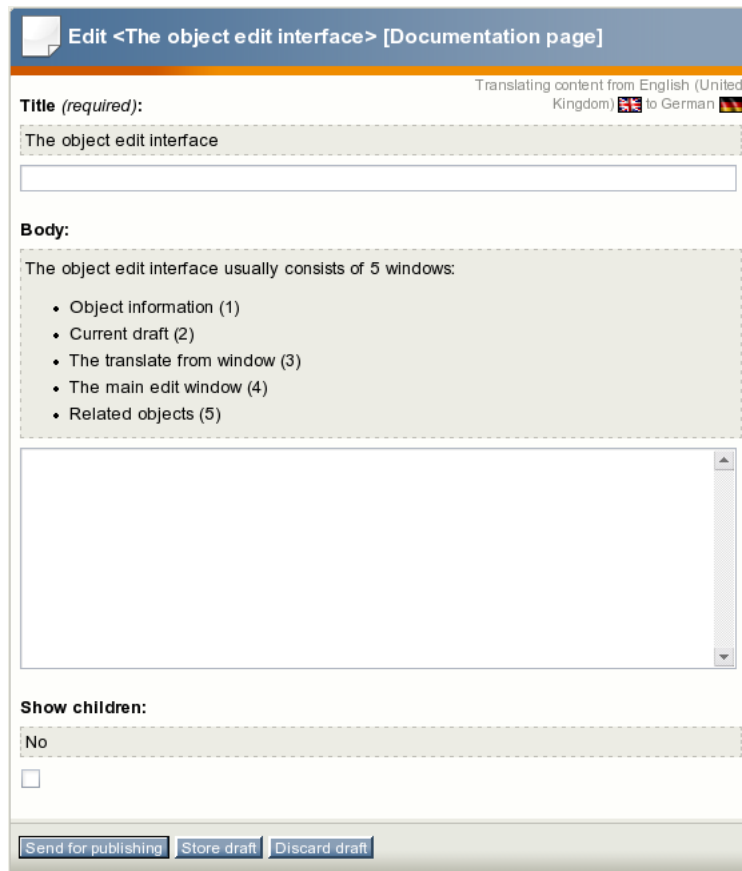 Edit <The object edit interface> [Documentation page]
Translating content from English (United
Kingdom) to German
Title (required):
The object edit interface
Body:
The object edit interface usually consists of 5 windows:
• Object information (1)
• Current draft (2)
• The translate from window (3)
• The main edit window (4)
• Related objects (5)
Show children:
No
Send for publishing Store draft Discard draft